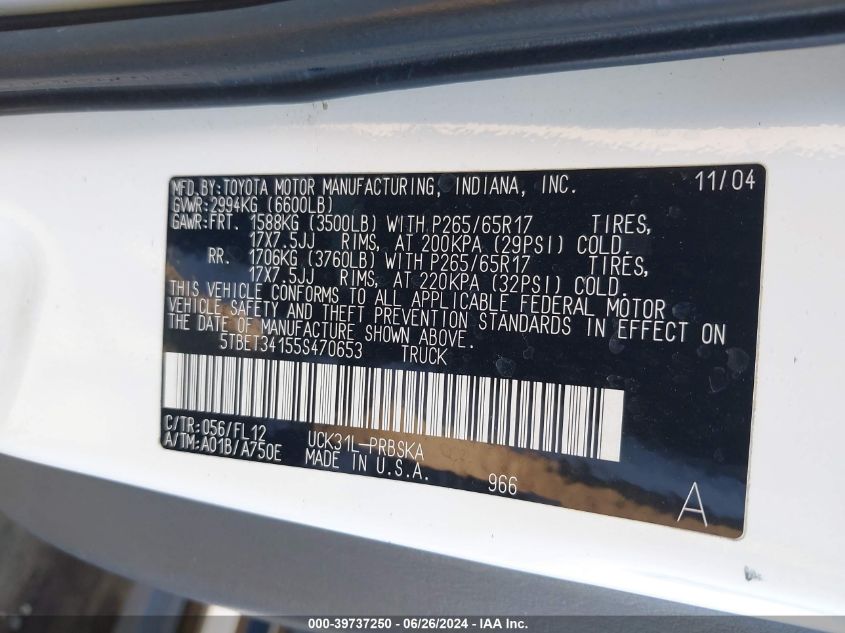 MFD.BY:TOYOTA MOTOR MANUFACTURING, INDIANA, INC. 11/04
GVWR:2994KG (6600LB)
GAWR:FRT. 1588KG (3500LB) WITH P265/65R17 TIRES,
17X7.5JJ RIMS, AT 200KPA (29PSI) COLD.
RR. 1706KG (3760LB) WITH P265/65R17 TIRES,
17X7.5JJ RIMS, AT 220KPA (32PSI) COLD.
THIS VEHICLE CONFORMS TO ALL APPLICABLE FEDERAL MOTOR
VEHICLE SAFETY AND THEFT PREVENTION STANDARDS IN EFFECT ON
THE DATE OF MANUFACTURE SHOWN ABOVE.
5TBET34155S470653 TRUCK
C/TR:056/FL12 UCK31L-PRBSKA
A/TM:A01B/A750E MADE IN U.S.A. 966
A
000-39737250 - 06/26/2024 - IAA Inc.